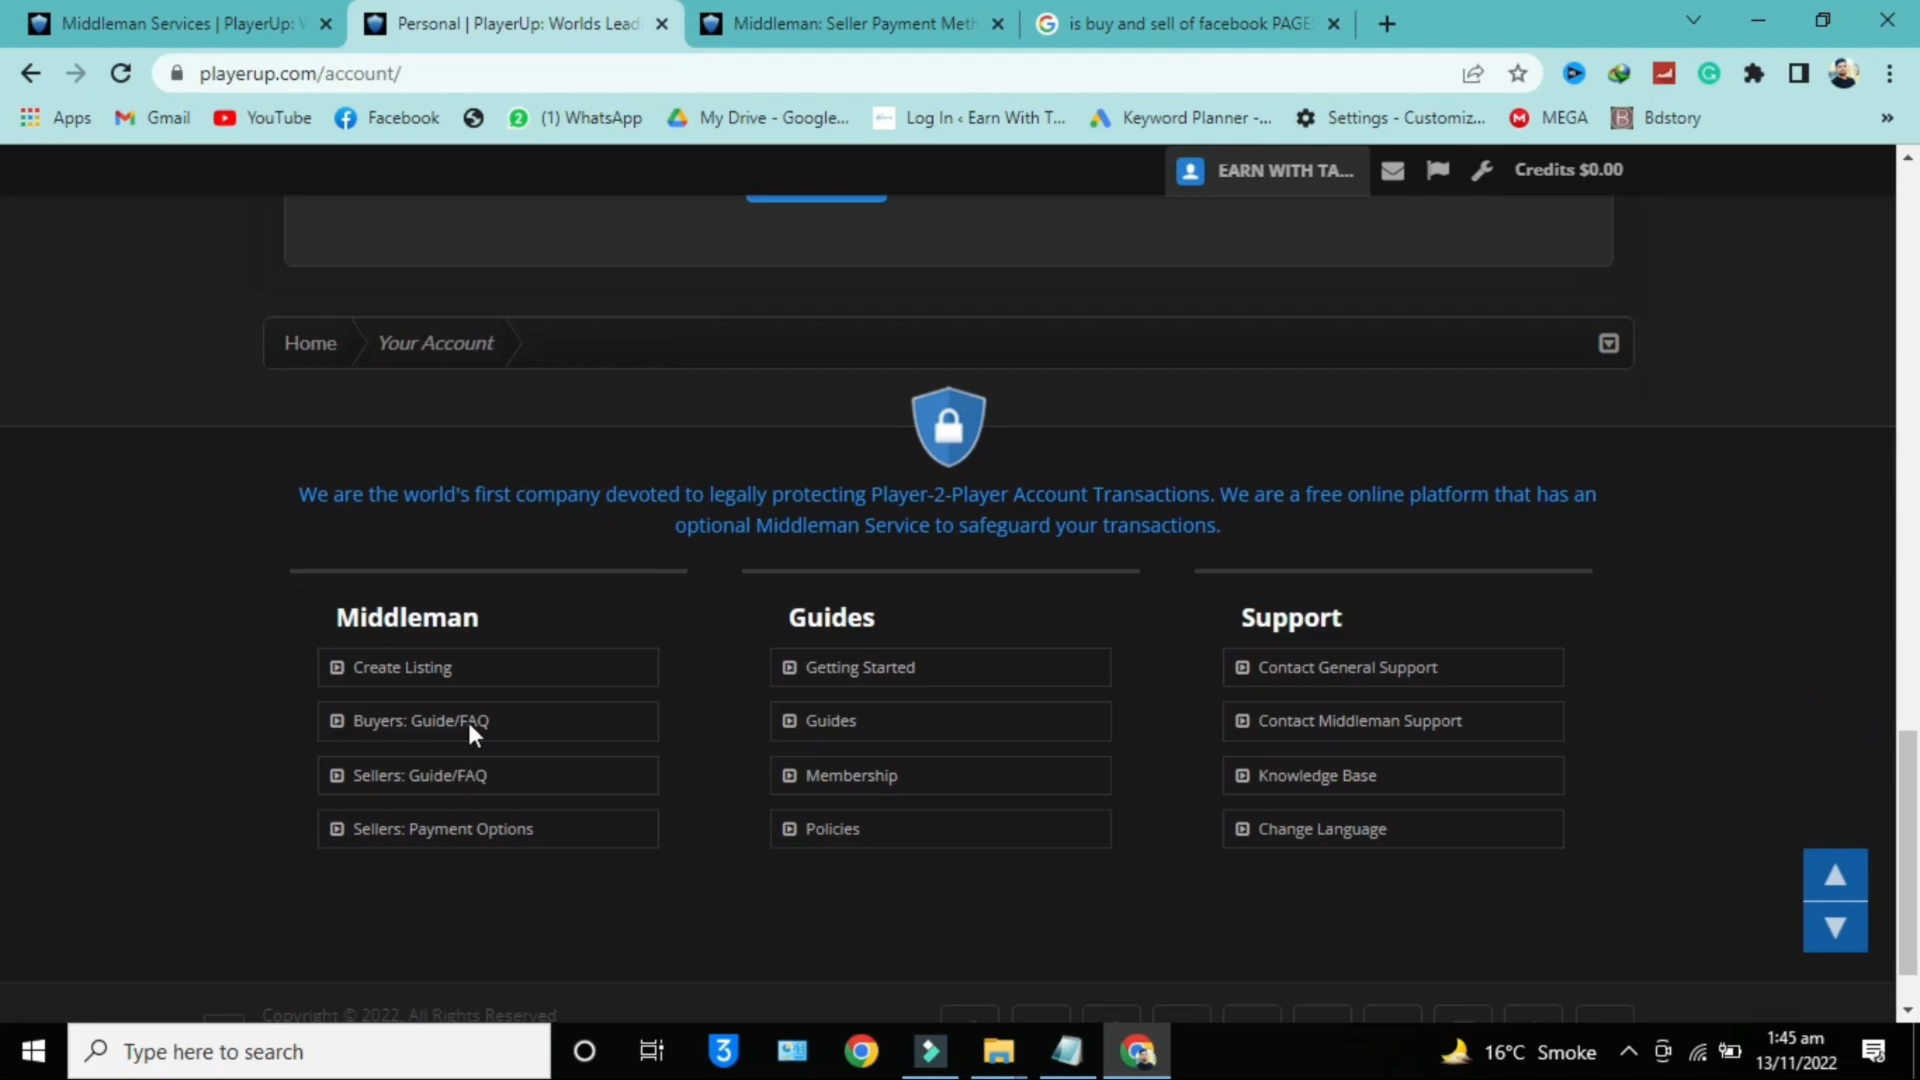 Middleman Services | PlayerUp: W
Personal | PlayerUp: Worlds Lead
Middleman: Seller Payment Meth
is buy and sell of facebook PAGE
playerup.com/account/
Apps
Gmail
YouTube
Facebook
(1) WhatsApp
My Drive - Google...
Log In ‹ Earn With T...
Keyword Planner -...
Settings - Customiz...
MEGA
Bdstory
»
EARN WITH TA...
Credits $0.00
Home
Your Account
We are the world's first company devoted to legally protecting Player-2-Player Account Transactions. We are a free online platform that has an
optional Middleman Service to safeguard your transactions.
Middleman
Create Listing
Buyers: Guide/FAQ
Sellers: Guide/FAQ
Sellers: Payment Options
Guides
Getting Started
Guides
Membership
Policies
Support
Contact General Support
Contact Middleman Support
Knowledge Base
Change Language
Copyright © 2022, All Rights Reserved
Type here to search
16°C Smoke
1:45 am
13/11/2022